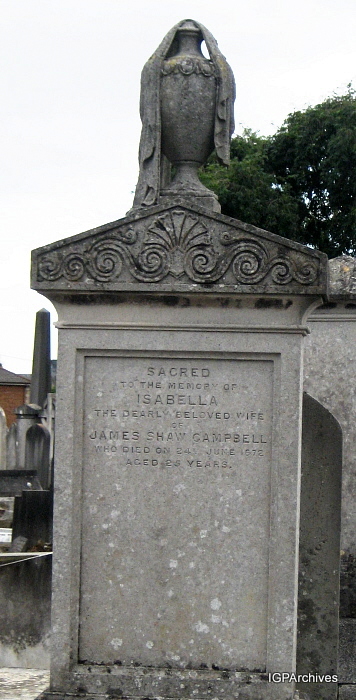 SACRED
TO THE MEMORY OF
ISABELLA
THE DEARLY BELOVED WIFE
OF
JAMES SHAW CAMPBELL
WHO DIED ON 24TH JUNE 1872
AGED 25 YEARS.
IGPArchives